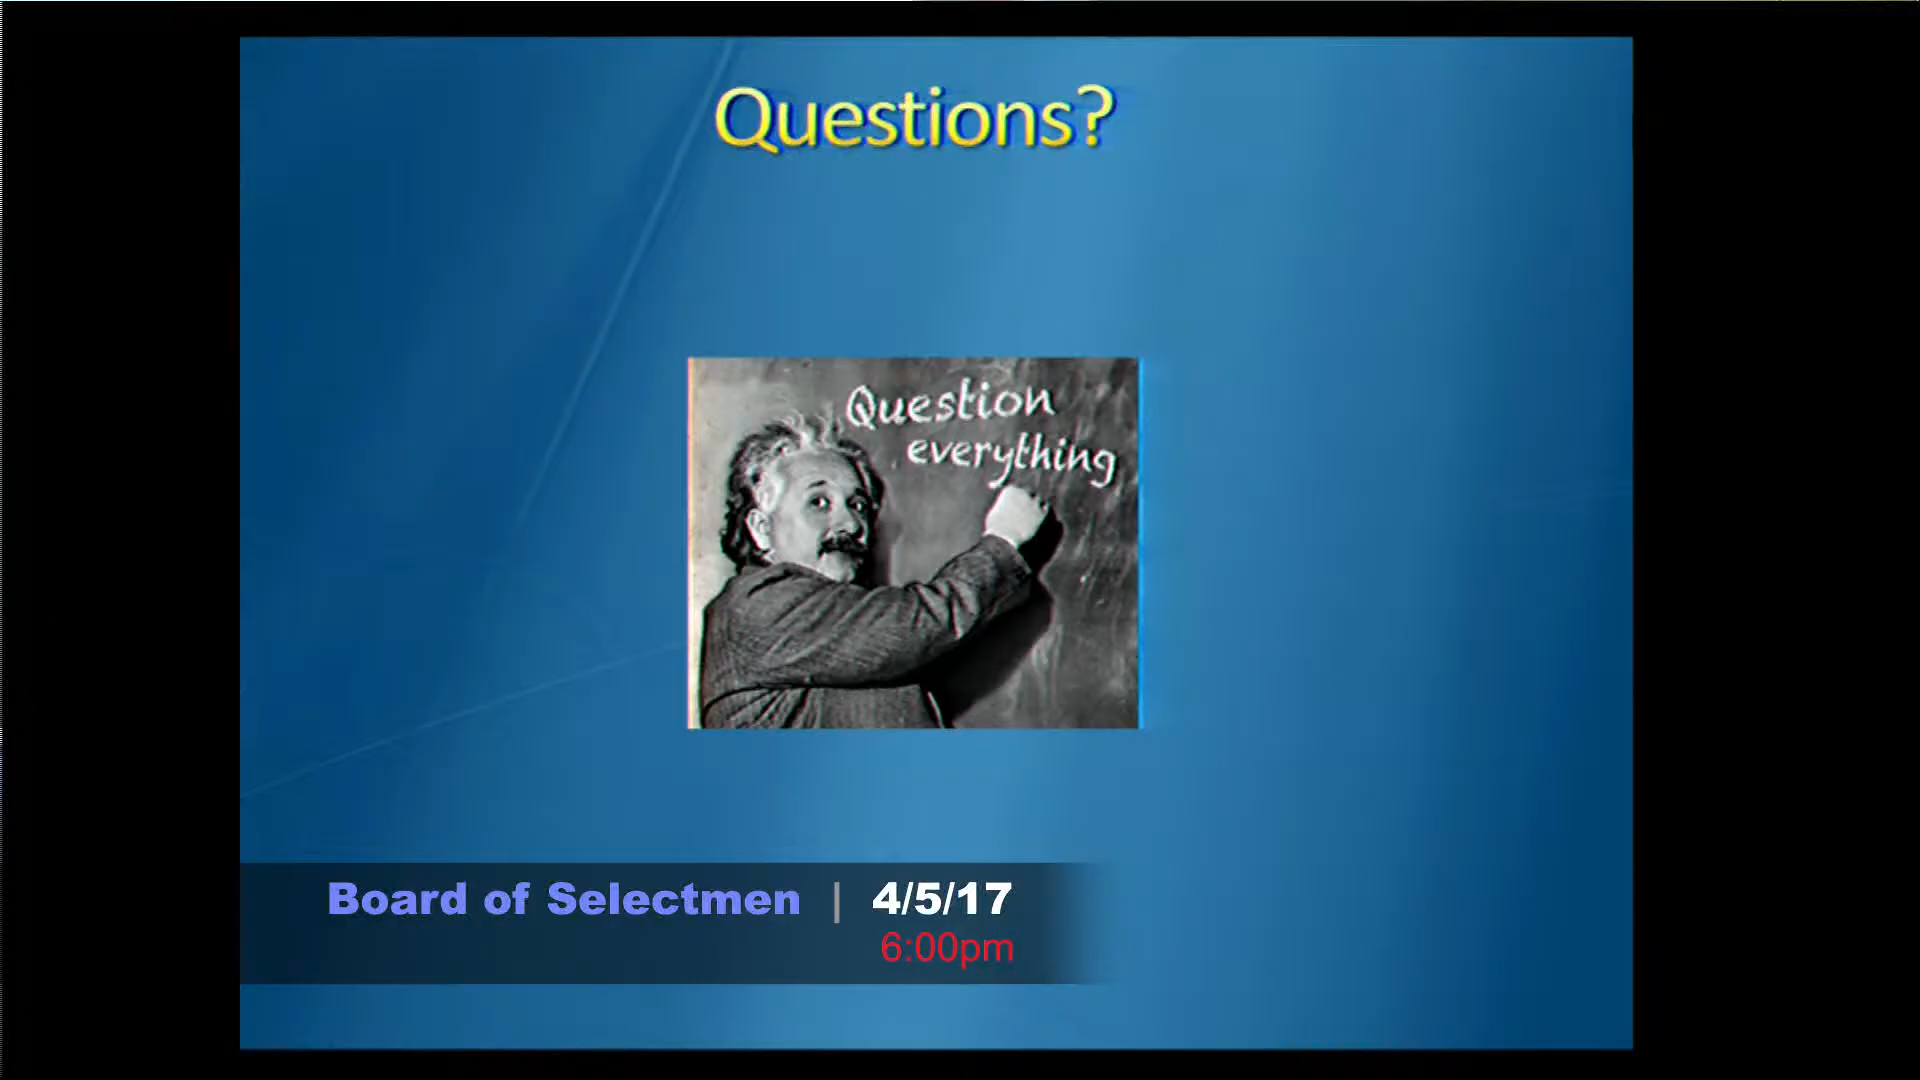 Questions?
Question
everything
Board of Selectmen | 4/5/17
6:00pm